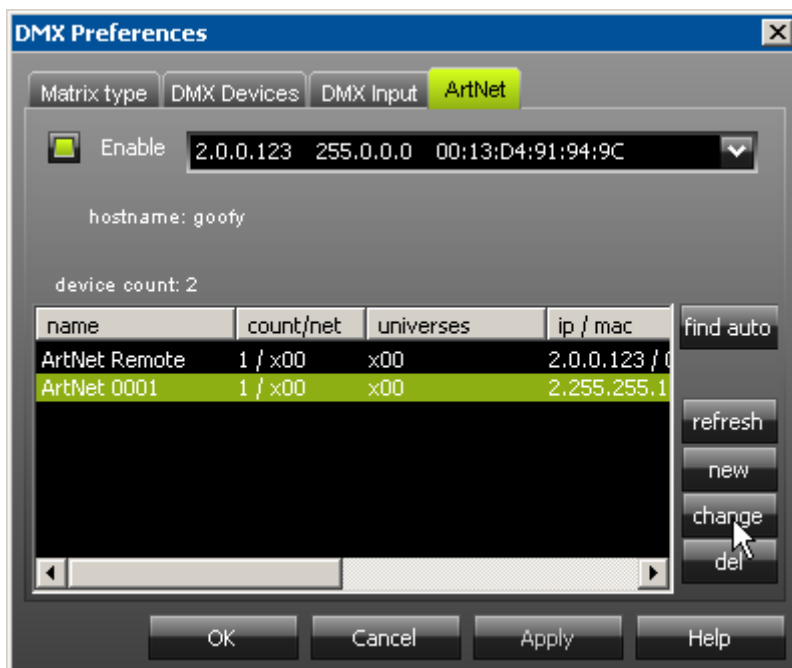 DMX Preferences
Matrix type DMX Devices DMX Input ArtNet
Enable 2.0.0.123 255.0.0.0 00:13:D4:91:94:9C
hostname: goofy
device count: 2
name count/net universes ip / mac find auto
ArtNet Remote 1 / x00 x00 2.0.0.123 /
ArtNet 0001 1 / x00 x00 2.255.255.1
refresh
new
change
del
OK Cancel Apply Help